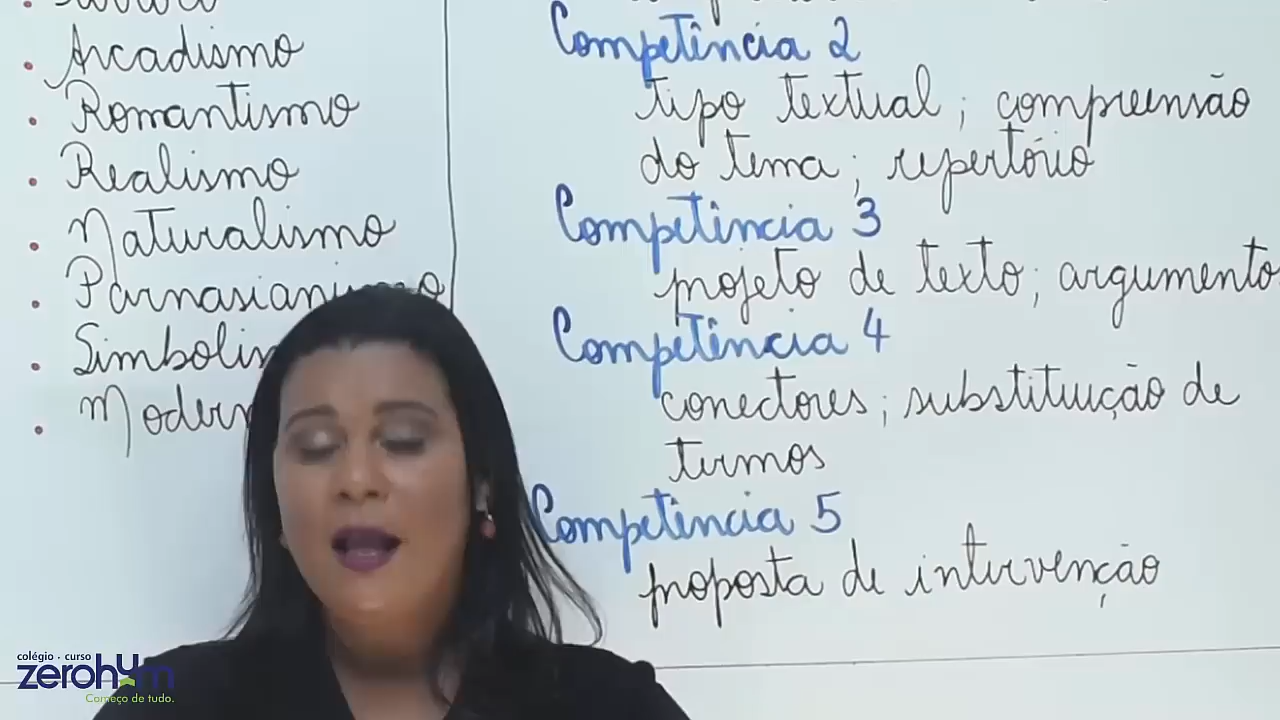 Arcadismo
Romantismo
Realismo
Naturalismo
Parnasianismo
Competência 2
tipo textual; compreensão
do tema; repertório
Competência 3
projeto de texto; argumento
Competência 4
conectores; substituição de
termos
Competência 5
proposta de intervenção
colégio · curso
zerohum
Começo de tudo.